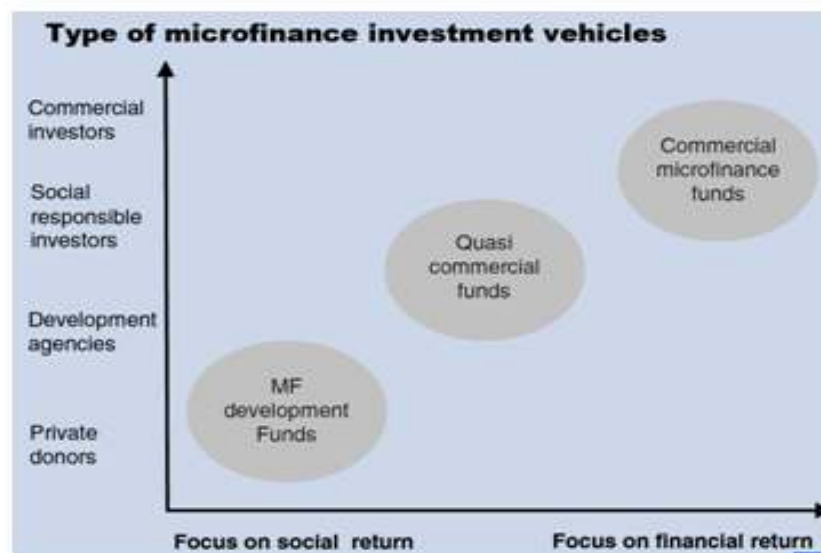 Type of microfinance investment vehicles
Commercial
investors
Social
responsible
investors
Development
agencies
Private
donors
Commercial
microfinance
funds
Quasi
commercial
funds
MF
development
Funds
Focus on social return
Focus on financial return